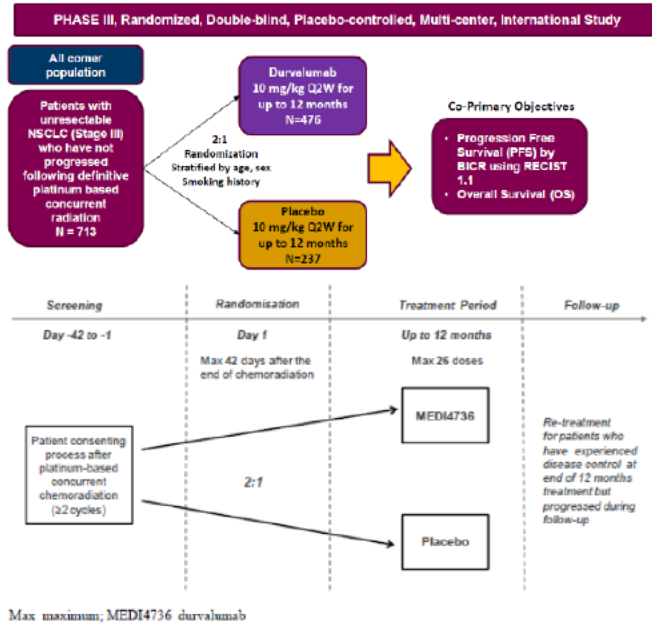 PHASE III, Randomized, Double-blind, Placebo-controlled, Multi-center, International Study
All comer
population
Patients with
unresectable
NSCLC (Stage III)
who have not
progressed
following definitive
platinum based
concurrent
radiation
N = 713
2:1
Randomization
Stratified by age, sex
Smoking history
Durvalumab
10 mg/kg Q2W for
up to 12 months
N=476
Placebo
10 mg/kg Q2W for
up to 12 months
N=237
Co-Primary Objectives
• Progression Free
Survival (PFS) by
BICR using RECIST
1.1
• Overall Survival (OS)
Screening
Randomisation
Treatment Period
Follow-up
Day -42 to -1
Day 1
Up to 12 months
Max 42 days after the
end of chemoradiation
Max 26 doses
Patient consenting
process after
platinum-based
concurrent
chemoradiation
(≥2 cycles)
2:1
MEDI4736
Placebo
Re-treatment
for patients who
have experienced
disease control at
end of 12 months
treatment but
progressed during
follow-up
Max maximum; MEDI4736 durvalumab